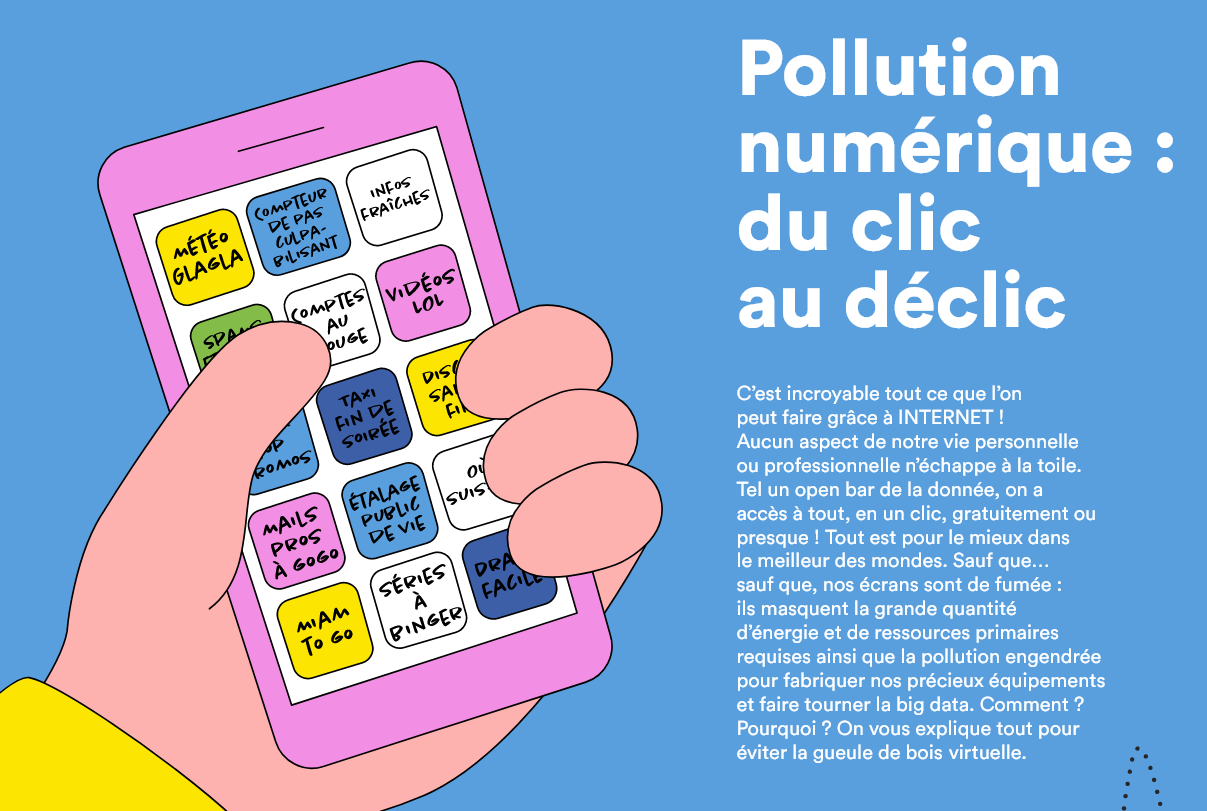 Pollution
numérique :
du clic
au déclic
C’est incroyable tout ce que l’on
peut faire grâce à INTERNET !
Aucun aspect de notre vie personnelle
ou professionnelle n’échappe à la toile.
Tel un open bar de la donnée, on a
accès à tout, en un clic, gratuitement ou
presque ! Tout est pour le mieux dans
le meilleur des mondes. Sauf que…
sauf que, nos écrans sont de fumée :
ils masquent la grande quantité
d’énergie et de ressources primaires
requises ainsi que la pollution engendrée
pour fabriquer nos précieux équipements
et faire tourner la big data. Comment ?
Pourquoi ? On vous explique tout pour
éviter la gueule de bois virtuelle.
MÉTÉO
GLAGLA
COMPTEUR
DE PAS
CULPA-
BILISANT
INFOS
FRAÎCHES
SPAMS
COMPTES
AU
VIDÉOS
LOL
TAXI
FIN DE
SOIRÉE
MAILS
PROS
À GOGO
ÉTALAGE
PUBLIC
DE VIE
OÙ
SUIS
MIAM
TO GO
SÉRIES
À
BINGER
FACILE